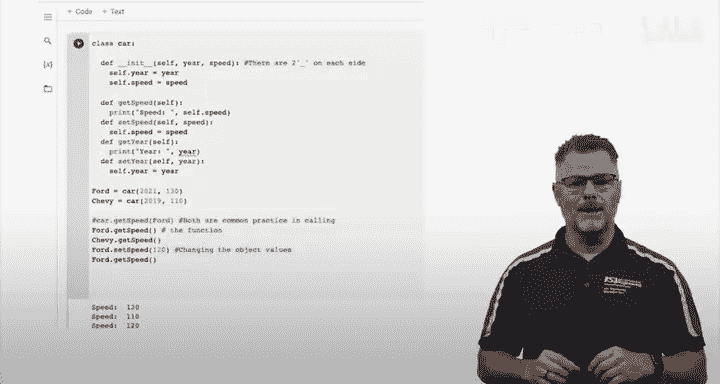 + Code + Text
class car:
def __init__(self, year, speed): #There are 2'_' on each side
self.year = year
self.speed = speed
def getSpeed(self):
print("Speed: ", self.speed)
def setSpeed(self, speed):
self.speed = speed
def getYear(self):
print("Year: ", year)
def setYear(self, year):
self.year = year
Ford = car(2021, 130)
Chevy = car(2019, 110)
#car.getSpeed(Ford) #Both are common practice in calling
Ford.getSpeed() # the function
Chevy.getSpeed()
Ford.setSpeed(120) #Changing the object values
Ford.getSpeed()
Speed: 130
Speed: 110
Speed: 120